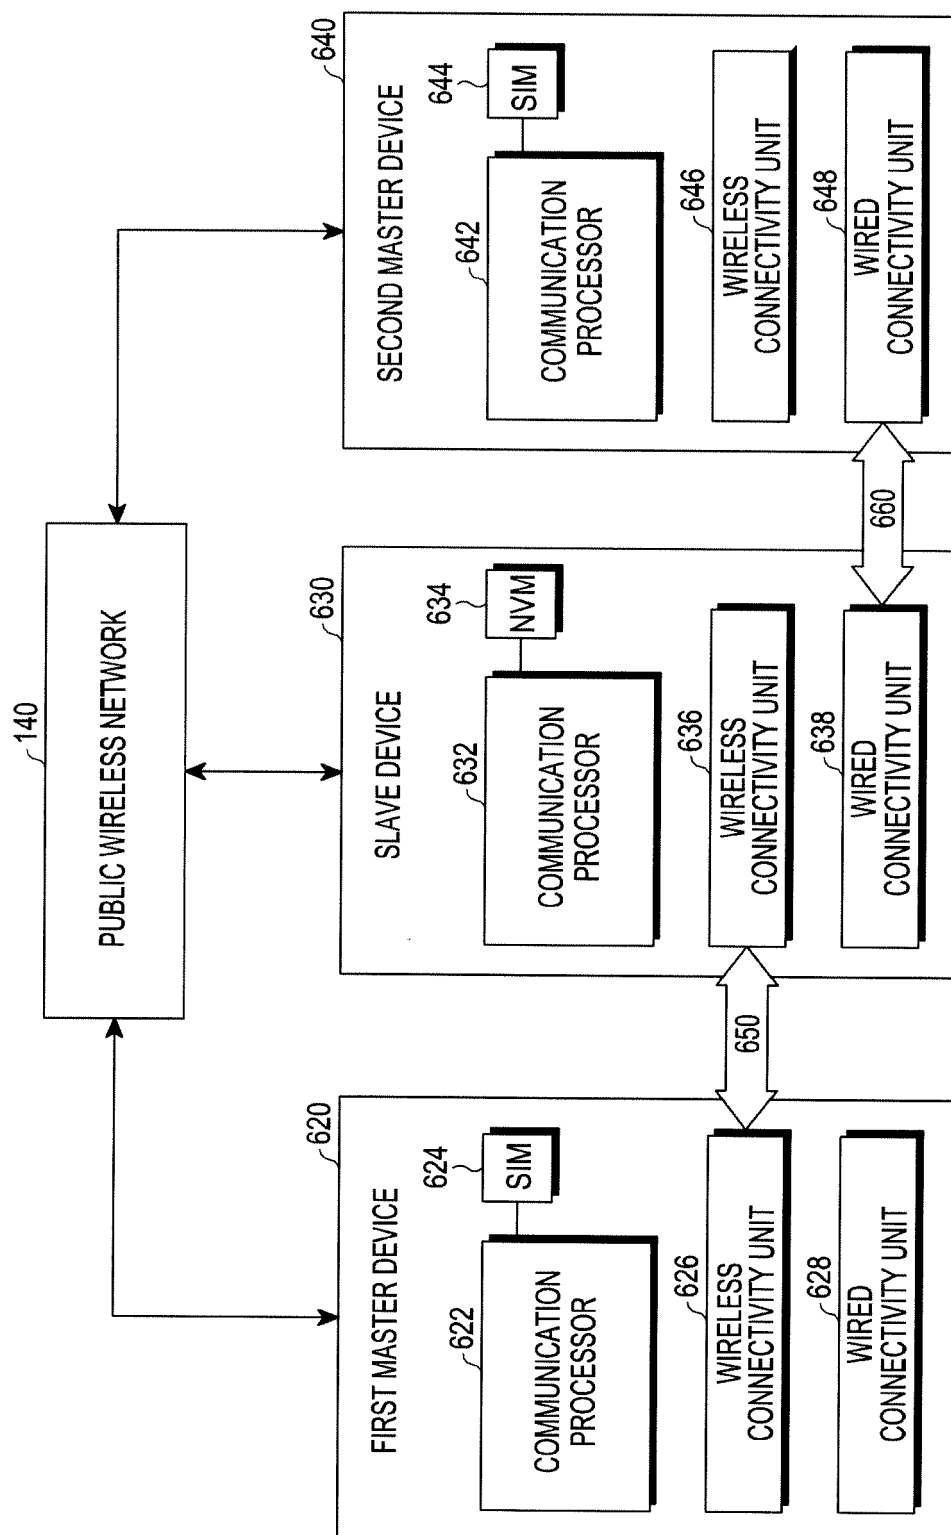 140
PUBLIC WIRELESS NETWORK
620
FIRST MASTER DEVICE
622
COMMUNICATION
PROCESSOR
624
SIM
626
WIRELESS
CONNECTIVITY UNIT
628
WIRED
CONNECTIVITY UNIT
650
630
SLAVE DEVICE
632
COMMUNICATION
PROCESSOR
634
NVM
636
WIRELESS
CONNECTIVITY UNIT
638
WIRED
CONNECTIVITY UNIT
660
640
SECOND MASTER DEVICE
642
COMMUNICATION
PROCESSOR
644
SIM
646
WIRELESS
CONNECTIVITY UNIT
648
WIRED
CONNECTIVITY UNIT